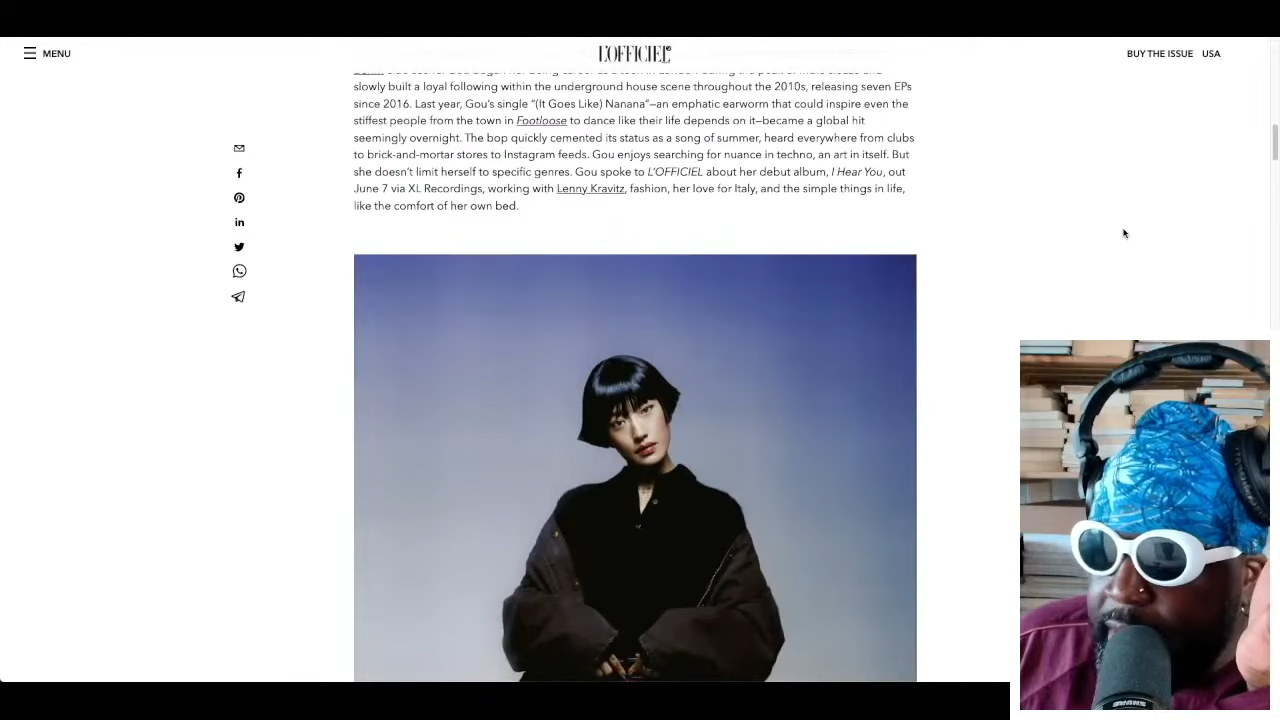 MENU
L'OFFICIEL
BUY THE ISSUE USA
slowly built a loyal following within the underground house scene throughout the 2010s, releasing seven EPs
since 2016. Last year, Gou's single “(It Goes Like) Nanana”—an emphatic earworm that could inspire even the
stiffest people from the town in Footloose to dance like their life depends on it—became a global hit
seemingly overnight. The bop quickly cemented its status as a song of summer, heard everywhere from clubs
to brick-and-mortar stores to Instagram feeds. Gou enjoys searching for nuance in techno, an art in itself. But
she doesn't limit herself to specific genres. Gou spoke to L'OFFICIEL about her debut album, I Hear You, out
June 7 via XL Recordings, working with Lenny Kravitz, fashion, her love for Italy, and the simple things in life,
like the comfort of her own bed.
SHURE